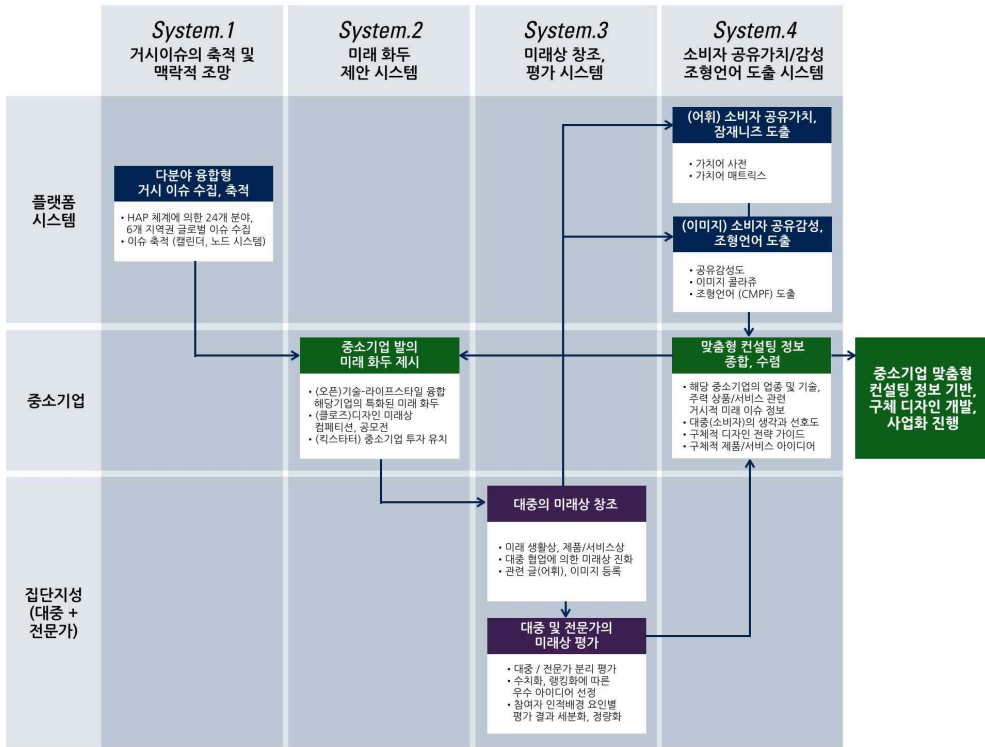 System.1
거시이슈의 축적 및
맥락적 조망
System.2
미래 화두
제안 시스템
System.3
미래상 창조,
평가 시스템
System.4
소비자 공유가치/감성
조형언어 도출 시스템
플랫폼
시스템
다분야 융합형
거시 이슈 수집, 축적
• HAP 체계에 의한 24개 분야,
6개 지역권 글로벌 이슈 수집
• 이슈 축적 (캘린더, 노드 시스템)
(어휘) 소비자 공유가치,
잠재니즈 도출
• 가치어 사전
• 가치어 매트릭스
(이미지) 소비자 공유감성,
조형언어 도출
• 공유감성도
• 이미지 콜라쥬
• 조형언어 (CMPF) 도출
중소기업
중소기업 발의
미래 화두 제시
• (오픈)기술-라이프스타일 융합
해당기업의 특화된 미래 화두
• (클로즈)디자인 미래상
컴페티션, 공모전
• (킥스타터) 중소기업 투자 유치
맞춤형 컨설팅 정보
종합, 수렴
• 해당 중소기업의 업종 및 기술,
주력 상품/서비스 관련
거시적 미래 이슈 정보
• 대중(소비자)의 생각과 선호도
• 구체적 디자인 전략 가이드
• 구체적 제품/서비스 아이디어
중소기업 맞춤형
컨설팅 정보 기반,
구체 디자인 개발,
사업화 진행
집단지성
(대중 +
전문가)
대중의 미래상 창조
• 미래 생활상, 제품/서비스상
• 대중 협업에 의한 미래상 진화
• 관련 글(어휘), 이미지 등록
대중 및 전문가의
미래상 평가
• 대중 / 전문가 분리 평가
• 수치화, 랭킹화에 따른
우수 아이디어 선정
• 참여자 인적배경 요인별
평가 결과 세분화, 정량화